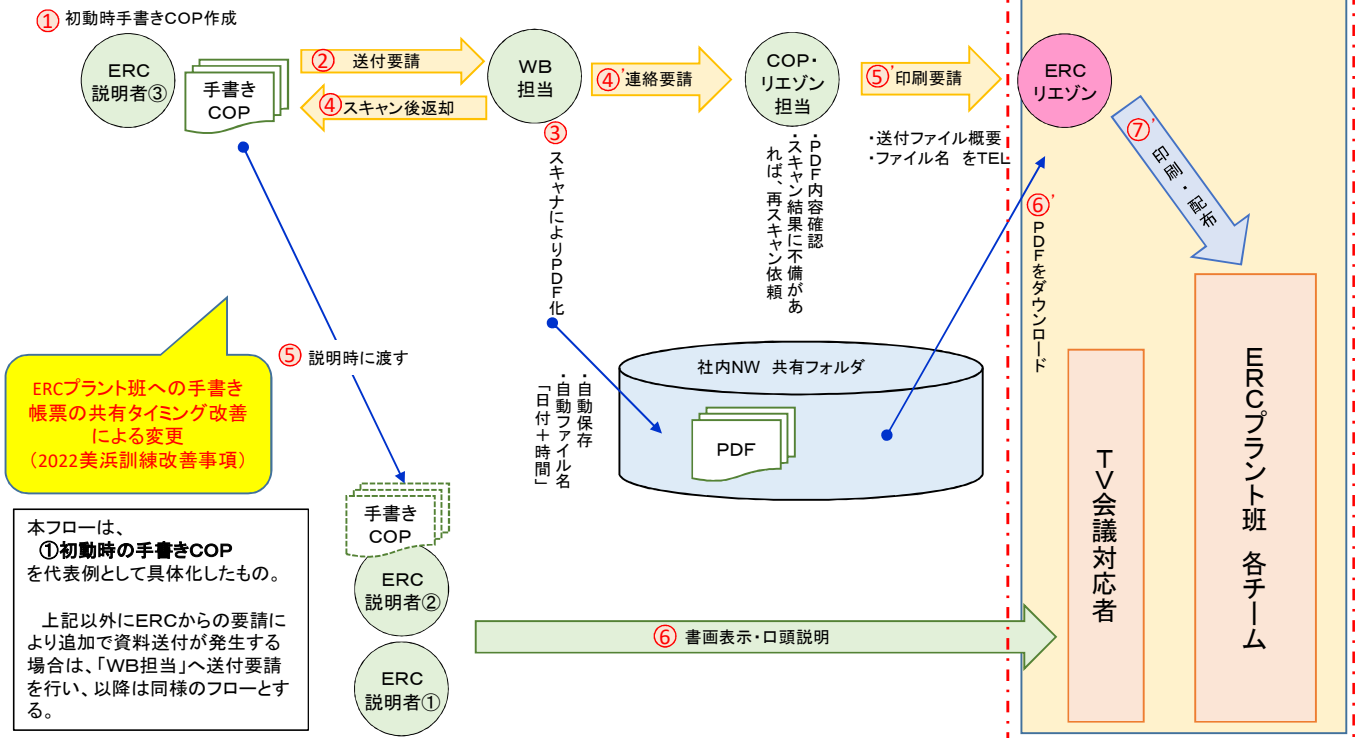 ① 初動時手書きCOP作成
ERC
説明者③
手書き
COP
② 送付要請
④ スキャン後返却
WB
担当
④’連絡要請
COP・
リエゾン
担当
⑤’印刷要請
・送付ファイル概要
・ファイル名 をTEL
ERC
リエゾン
⑦’
印刷・配布
③
スキャナによりPDF化
・PDF内容確認
・スキャン結果に不備があ
れば、再スキャン依頼
⑥’
PDFをダウンロード
⑤ 説明時に渡す
・自動保存
・自動ファイル名
「日付+時間」
社内NW 共有フォルダ
PDF
ERCプラント班への手書き
帳票の共有タイミング改善
による変更
(2022美浜訓練改善事項)
本フローは、
①初動時の手書きCOP
を代表例として具体化したもの。
上記以外にERCからの要請に
より追加で資料送付が発生する
場合は、「WB担当」へ送付要請
を行い、以降は同様のフローとす
る。
手書き
COP
ERC
説明者②
ERC
説明者①
⑥ 書画表示・口頭説明
TV会議対応者
ERCプラント班 各チーム